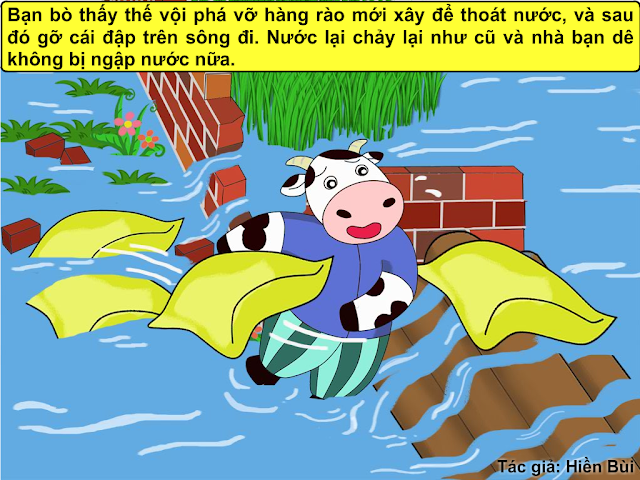 Bạn bò thấy thế vội phá vỡ hàng rào mới xây để thoát nước, và sau
đó gỡ cái đập trên sông đi. Nước lại chảy lại như cũ và nhà bạn dê
không bị ngập nước nữa.
Tác giả: Hiền Bùi